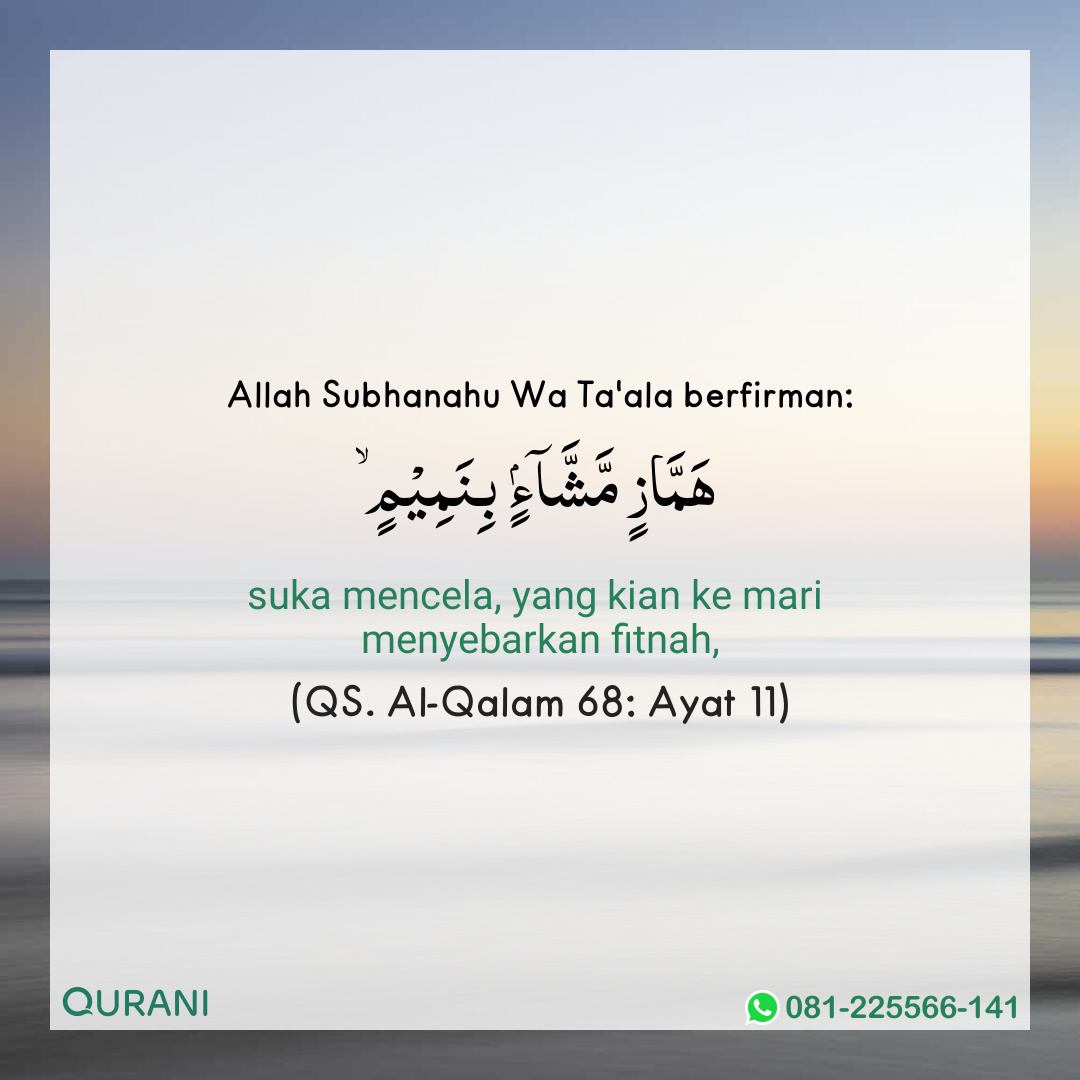 Allah Subhanahu Wa Ta'ala berfirman:
هَمَّازٍ مَّشَّآءٍۢ بِنَمِيْمٍۙ
suka mencela, yang kian ke mari
menyebarkan fitnah,
(QS. Al-Qalam 68: Ayat 11)
QURANI
081-225566-141